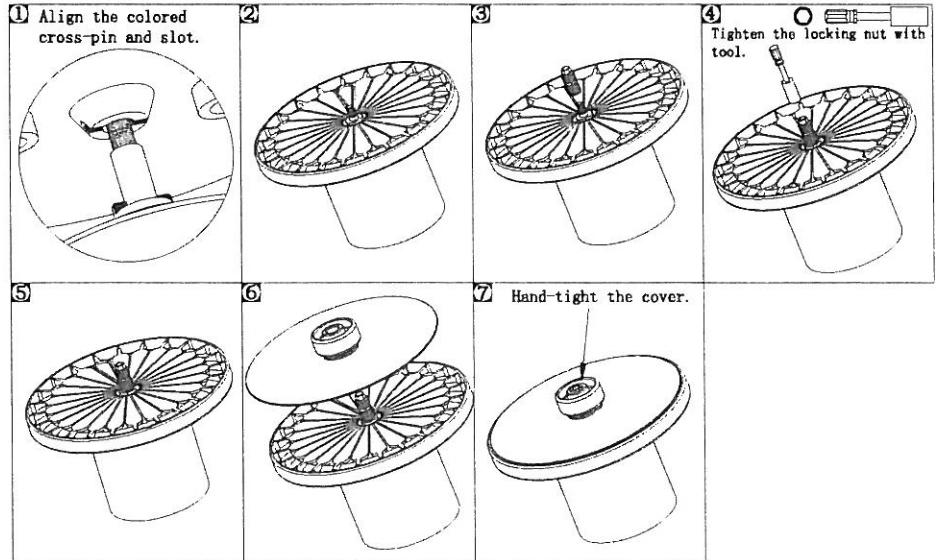 ① Align the colored
cross-pin and slot.
②
③
④
Tighten the locking nut with
tool.
⑤
⑥
⑦ Hand-tight the cover.